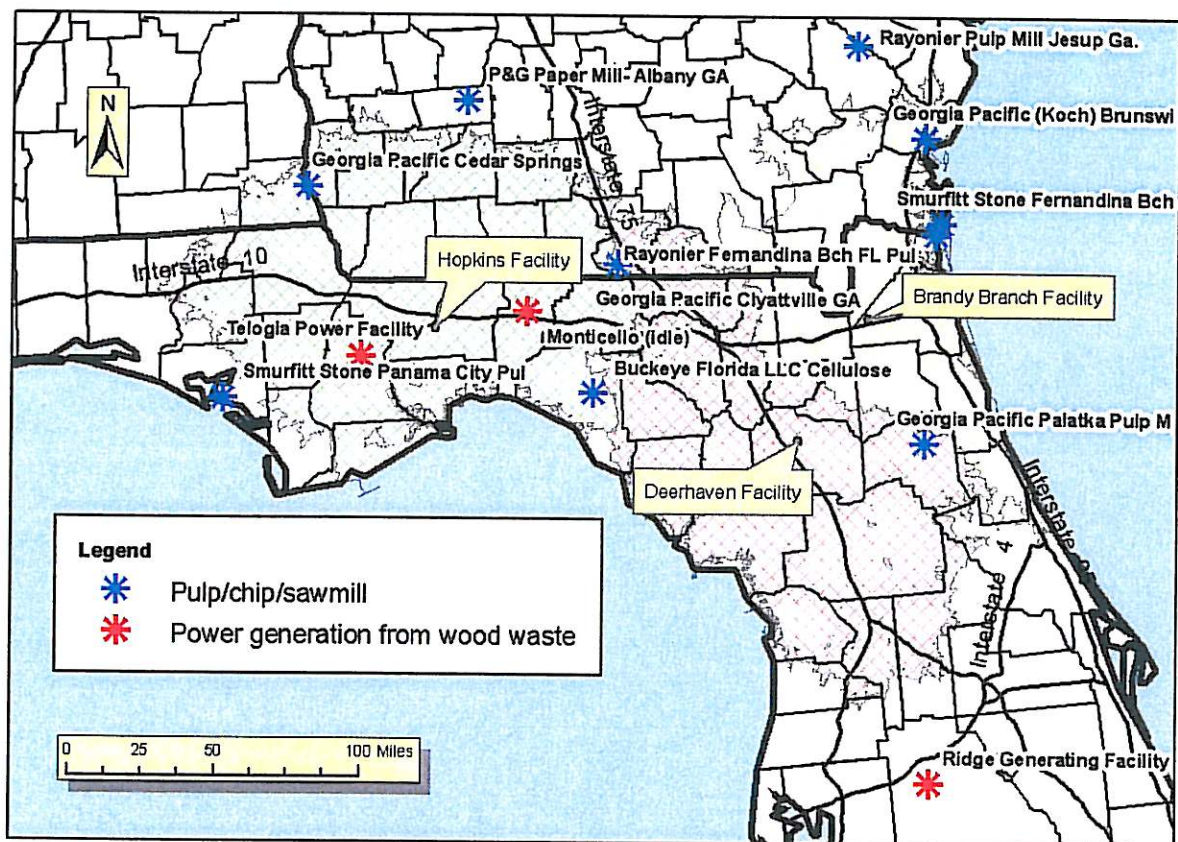 Rayonier Pulp Mill Jesup Ga.
P&G Paper Mill- Albany GA
N
Interstate 75
Georgia Pacific (Koch) Brunswi
Georgia Pacific Cedar Springs
Smurfitt Stone Fernandina Bch
Interstate 10
Hopkins Facility
Rayonier Fernandina Bch FL Pul
Georgia Pacific Clyattville GA
Brandy Branch Facility
Telogia Power Facility
Monticello (Idle)
Smurfitt Stone Panama City Pul
Buckeye Florida LLC Cellulose
Georgia Pacific Palatka Pulp M
Deerhaven Facility
Interstate
Interstate 4
Legend
Pulp/chip/sawmill
Power generation from wood waste
0 25 50 100 Miles
Ridge Generating Facility